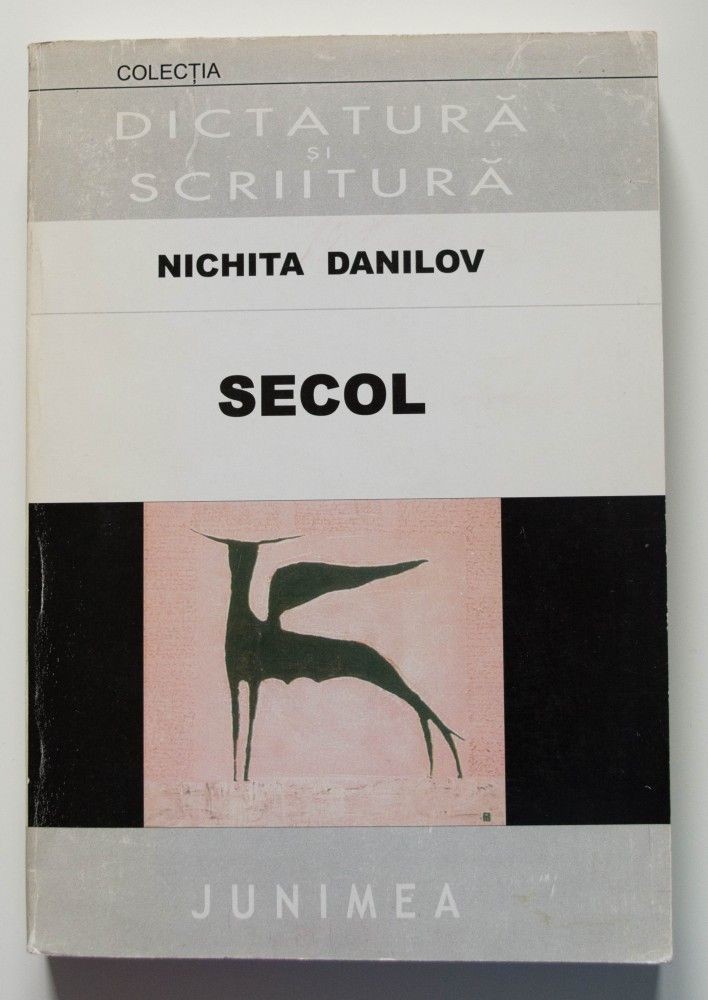 COLECȚIA
DICTATURĂ
ȘI
SCRIITURĂ
NICHITA DANILOV
SECOL
JUNIMEA